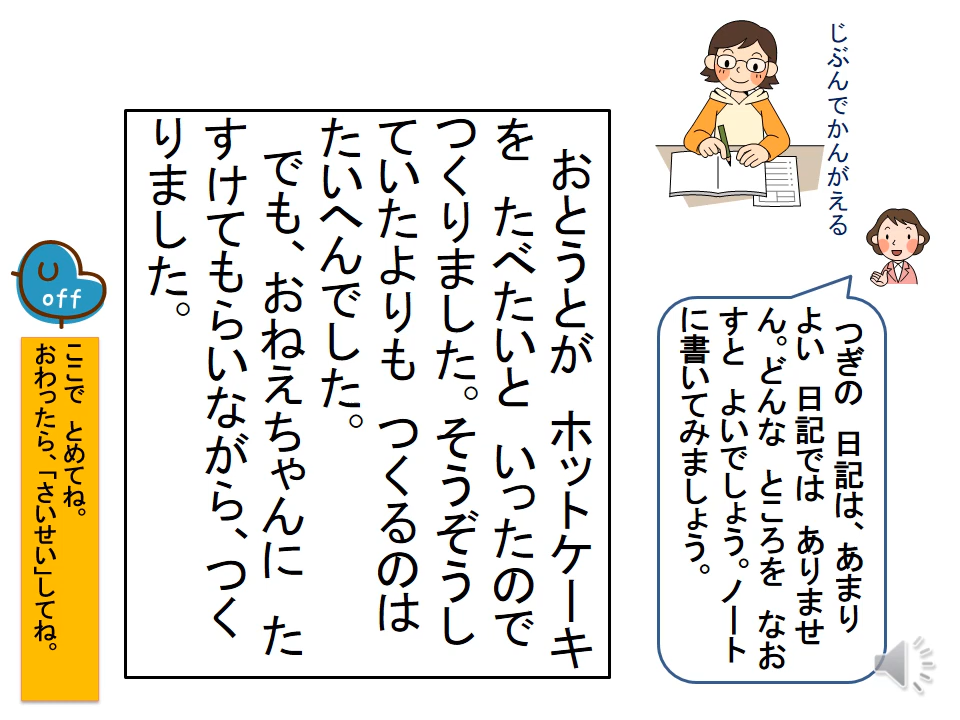 じぶんでかんがえる
つぎの　日記は、あまり
よい　日記では　ありませ
ん。どんな　ところを　なお
すと　よいでしょう。ノート
に書いてみましょう。
おとうとが　ホットケーキ
を　たべたいと　いったので
つくりました。そうぞうし
ていたよりも　つくるのは
たいへんでした。
でも、おねえちゃんに　た
すけてもらいながら、つく
りました。
off
ここで　とめてね。
おわったら、「さいせい」してね。